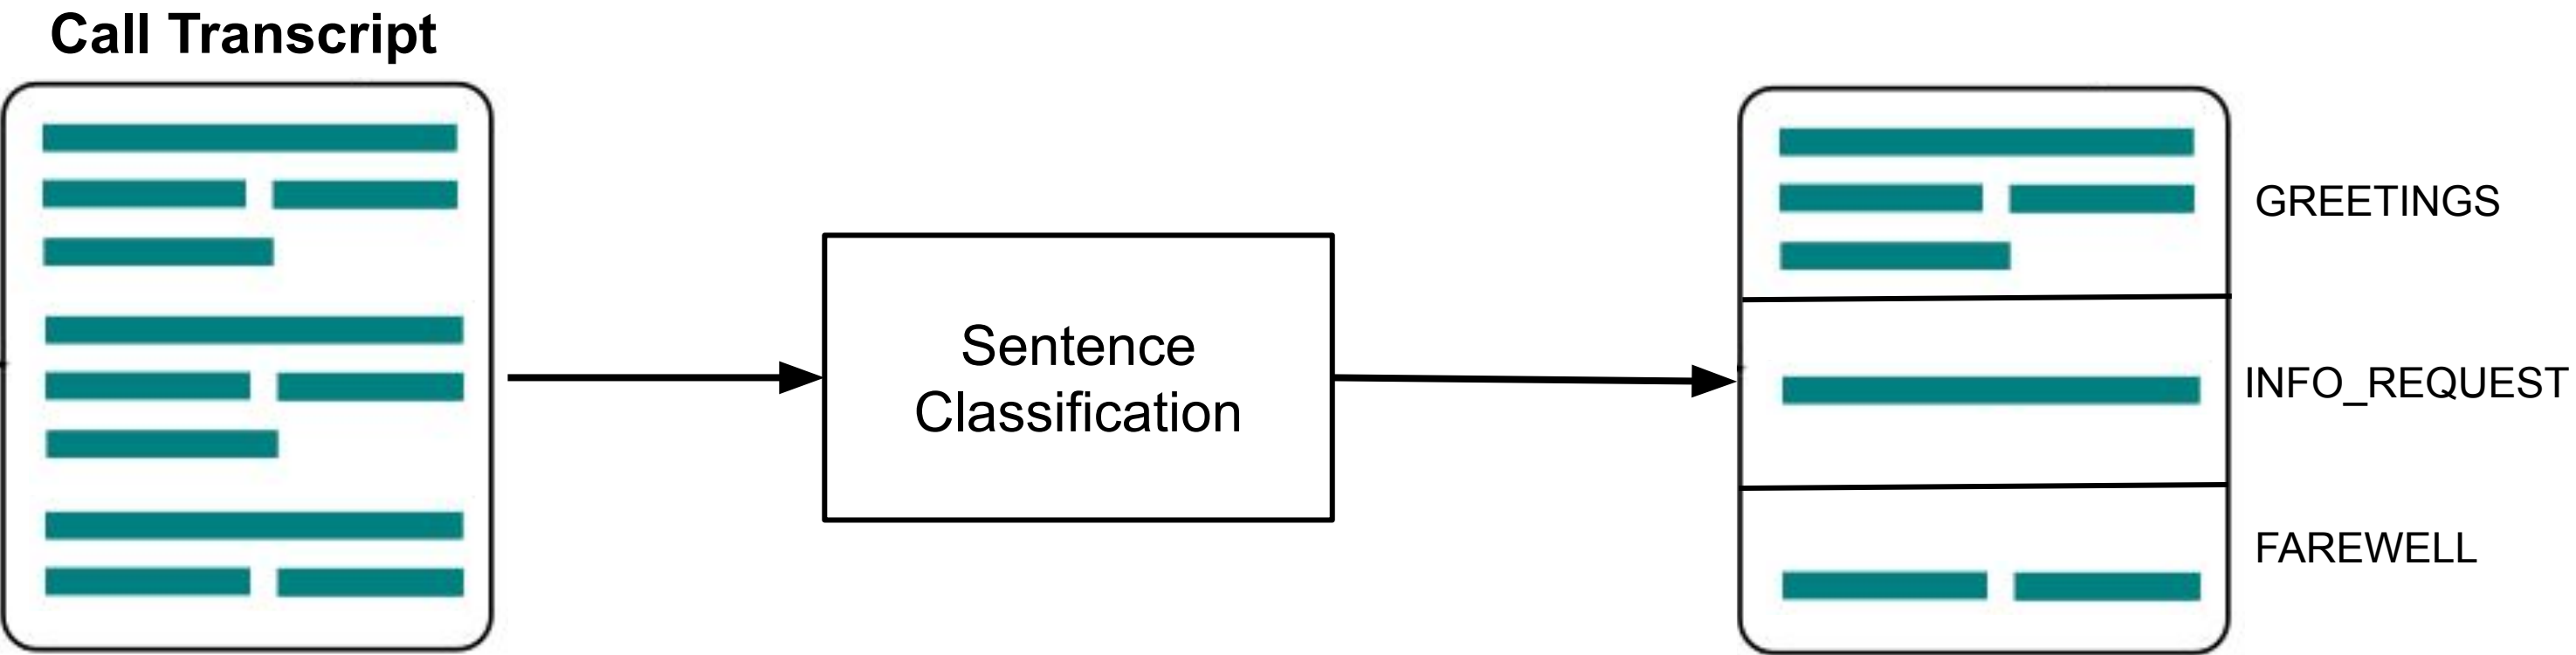 Call Transcript
Sentence
Classification
GREETINGS
INFO_REQUEST
FAREWELL